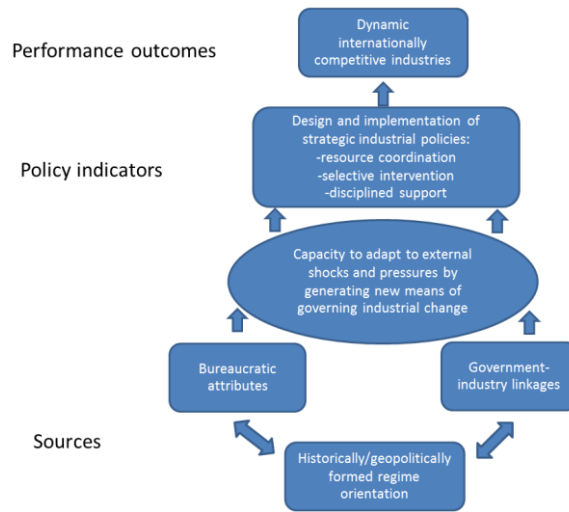 Performance outcomes
Dynamic
internationally
competitive industries
Policy indicators
Design and implementation of
strategic industrial policies:
-resource coordination
-selective intervention
-disciplined support
Capacity to adapt to external
shocks and pressures by
generating new means of
governing industrial change
Bureaucratic
attributes
Government-
industry linkages
Sources
Historically/geopolitically
formed regime
orientation